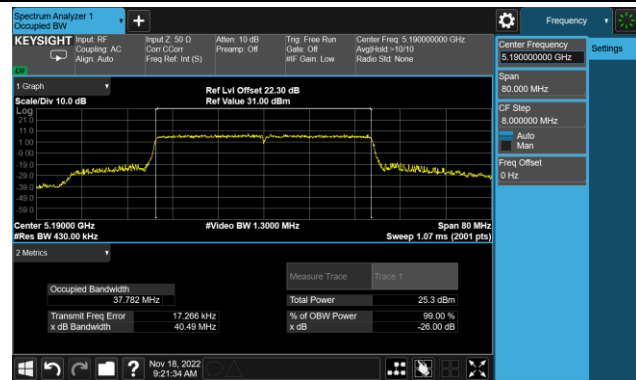 Spectrum Analyzer 1
Occupied BW
+
Frequency
KEYSIGHT
Input: RF
Coupling: AC
Align: Auto
Input Z: 50 Ω
Corr CCorr
Freq Ref: Int (S)
Atten: 10 dB
Preamp: Off
Trig: Free Run
Gate: Off
#IF Gain: Low
Center Freq: 5.190000000 GHz
Avg|Hold:>10/10
Radio Std: None
Center Frequency
5.190000000 GHz
Settings
Span
80.000 MHz
CF Step
8.000000 MHz
Auto
Man
Freq Offset
0 Hz
1 Graph
Scale/Div 10.0 dB
Ref Lvl Offset 22.30 dB
Ref Value 31.00 dBm
Log
21.0
11.0
1.00
-9.00
-19.0
-29.0
-39.0
-49.0
-59.0
Center 5.19000 GHz
#Res BW 430.00 kHz
#Video BW 1.3000 MHz
Span 80 MHz
Sweep 1.07 ms (2001 pts)
2 Metrics
Measure Trace
Trace 1
Occupied Bandwidth
37.782 MHz
Total Power
25.3 dBm
Transmit Freq Error
17.266 kHz
% of OBW Power
99.00 %
x dB Bandwidth
40.49 MHz
x dB
-26.00 dB
?
Nov 18, 2022
9:21:34 AM